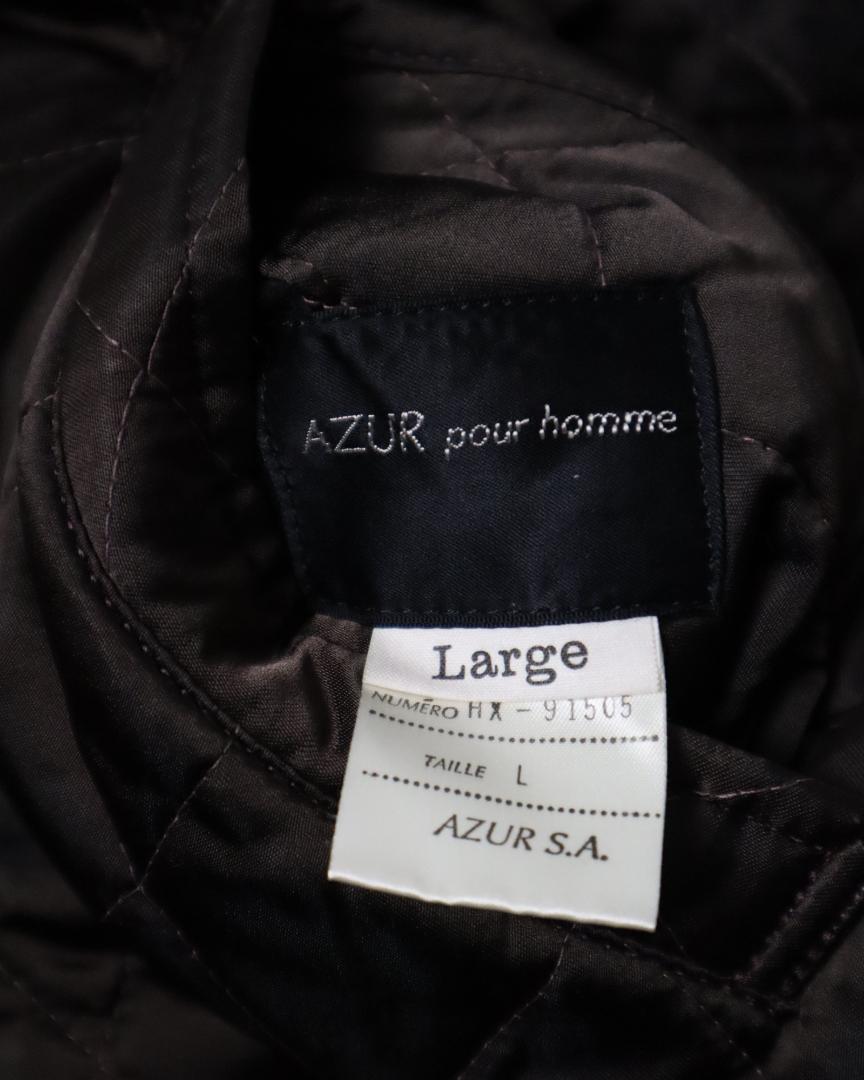 AZUR pour homme
Large
NUMÉRO HX-91505
TAILLE L
AZUR S.A.